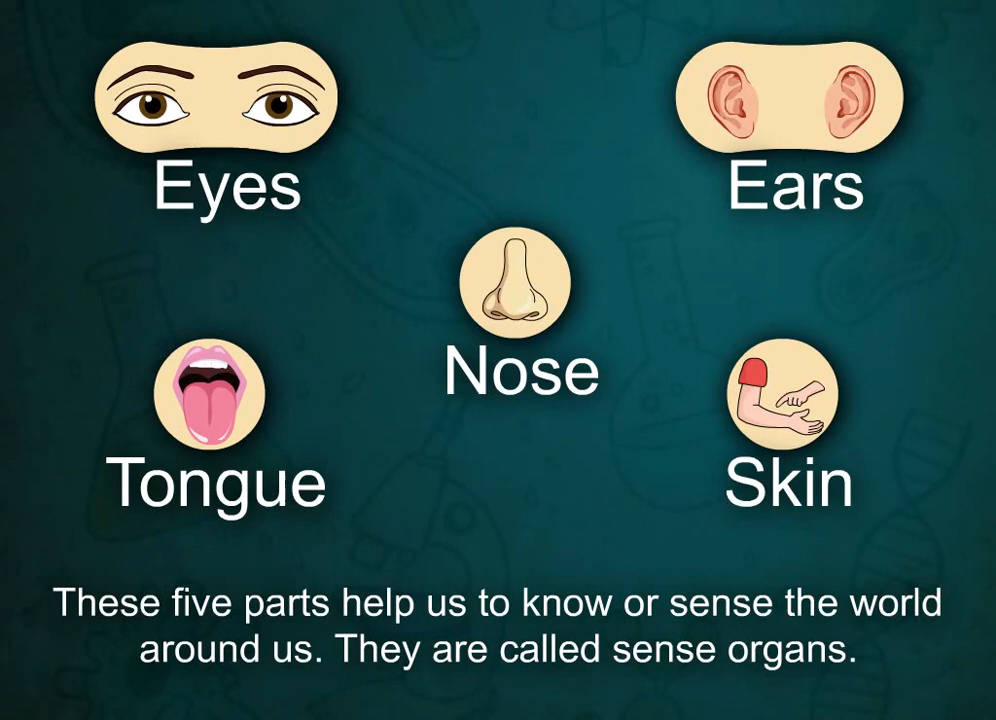 Eyes
Ears
Nose
Tongue
Skin
These five parts help us to know or sense the world
around us. They are called sense organs.